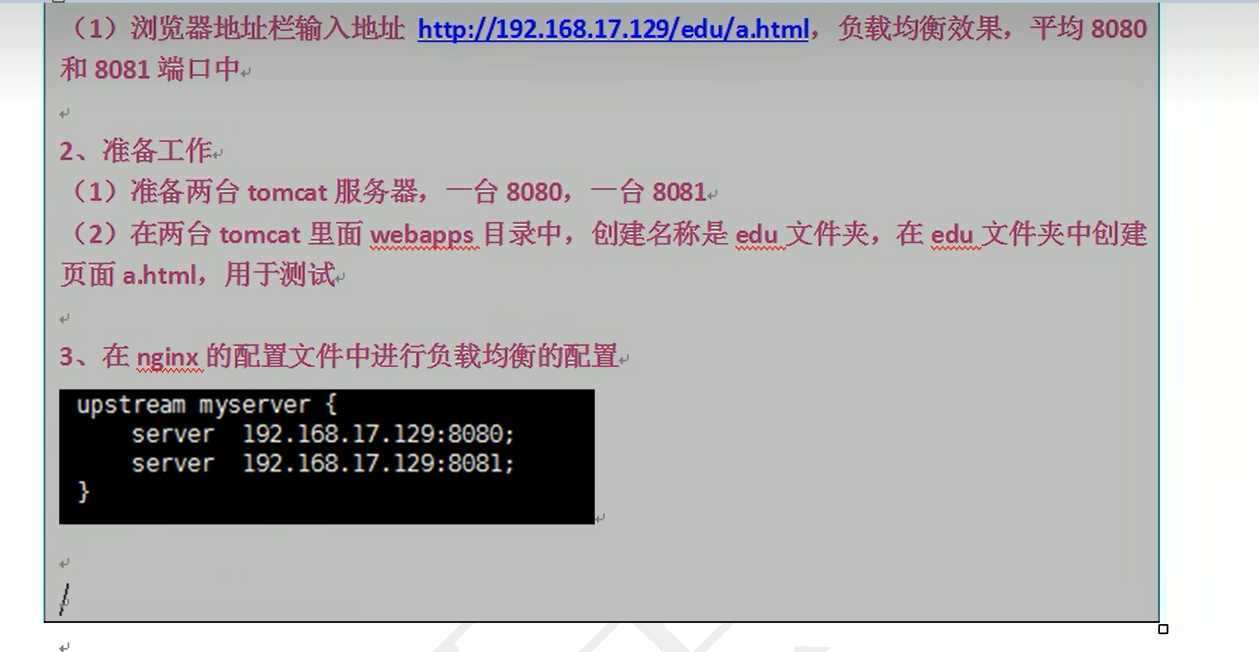 （1）浏览器地址栏输入地址 http://192.168.17.129/edu/a.html，负载均衡效果，平均 8080
和 8081 端口中
2、准备工作
（1）准备两台 tomcat 服务器，一台 8080，一台 8081
（2）在两台 tomcat 里面 webapps 目录中，创建名称是 edu 文件夹，在 edu 文件夹中创建
页面 a.html，用于测试
3、在 nginx 的配置文件中进行负载均衡的配置
upstream myserver {
server 192.168.17.129:8080;
server 192.168.17.129:8081;
}